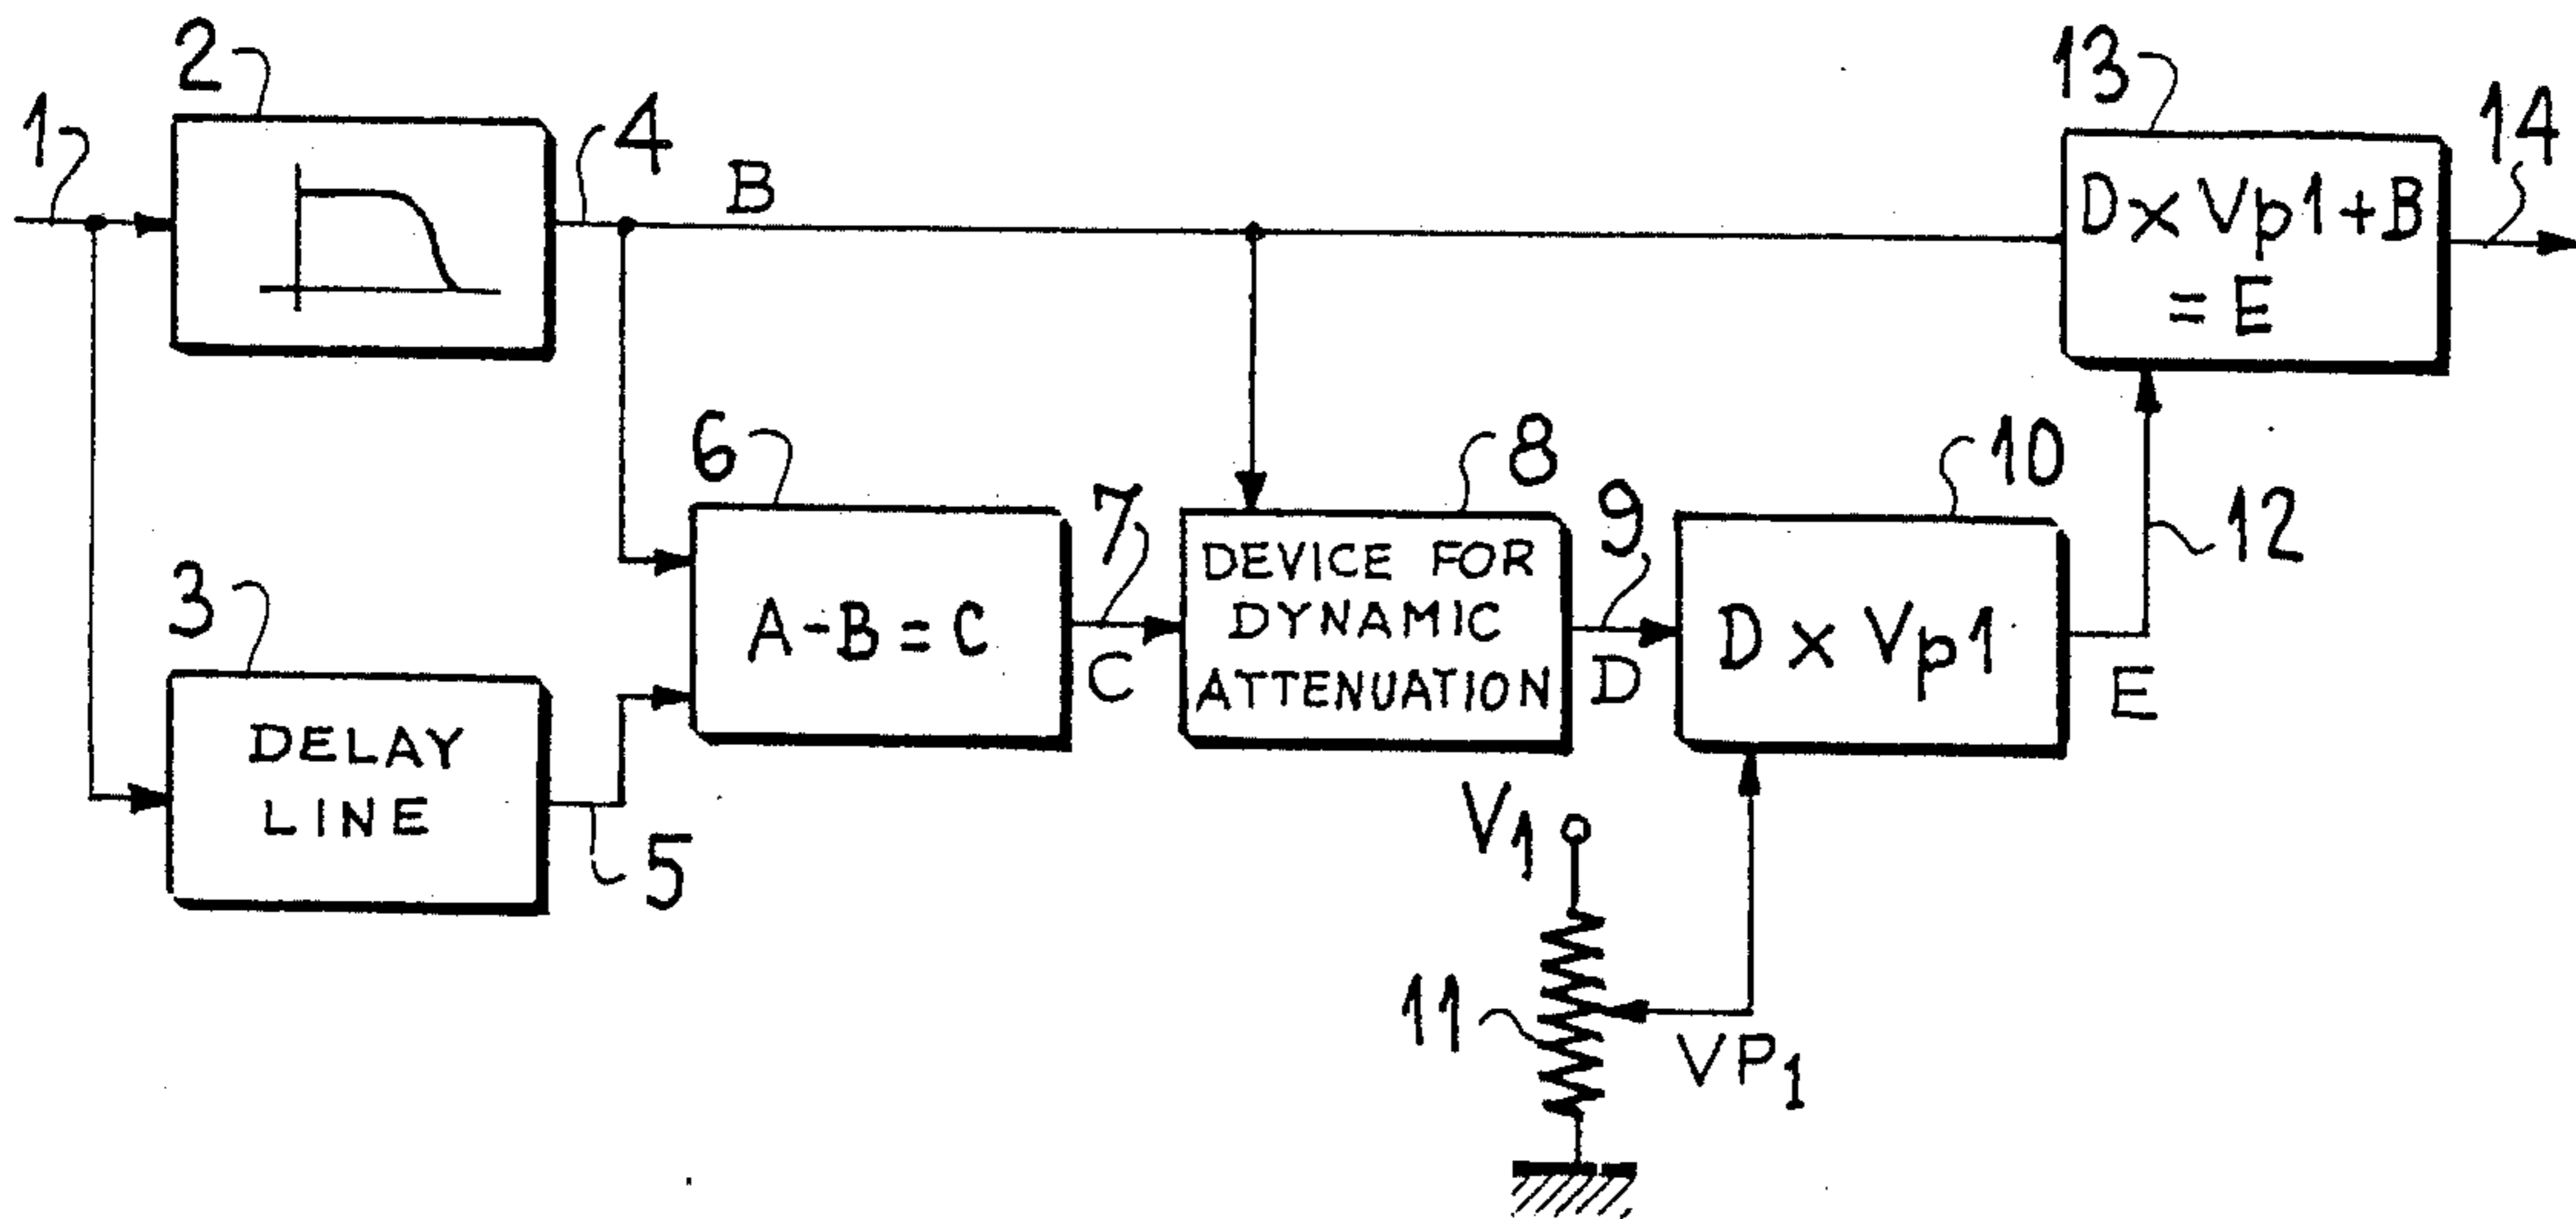 1
2
4
B
13
D x Vp1+B
= E
14
3
DELAY
LINE
5
6
A-B=C
7
C
8
DEVICE FOR
DYNAMIC
ATTENUATION
9
D
10
D x Vp1
12
E
V1
11
VP1